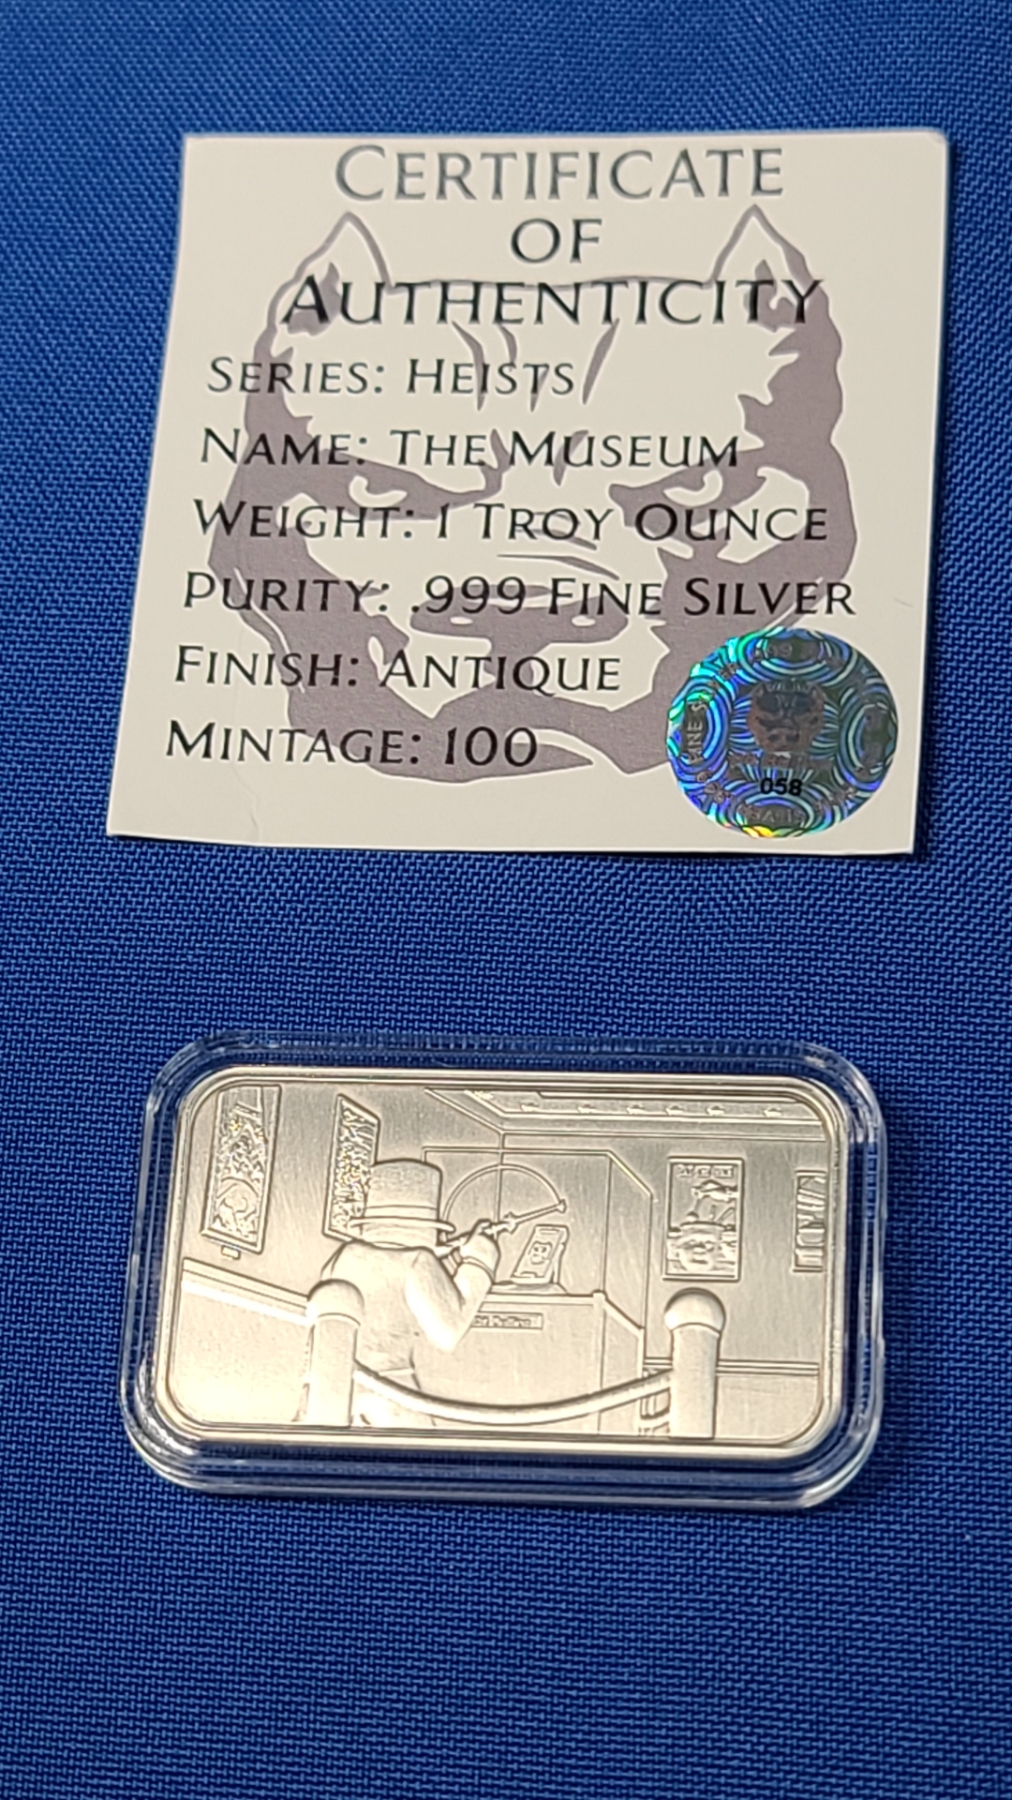 CERTIFICATE
OF
AUTHENTICITY
SERIES: HEISTS
NAME: THE MUSEUM
WEIGHT: 1 TROY OUNCE
PURITY: .999 FINE SILVER
FINISH: ANTIQUE
MINTAGE: 100
058